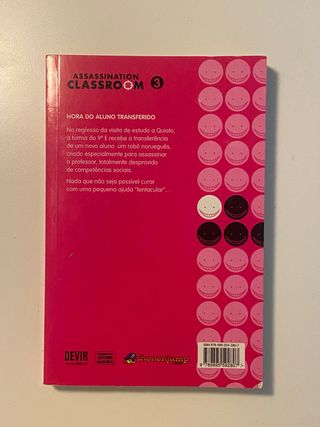 ASSASSINATION
CLASSROOM 3
HORA DO ALUNO TRANSFERIDO
No regresso da visita de estudo a Quioto,
a turma do 9º E recebe a transferência
de um novo aluno: um robô norueguês,
criado especialmente para assassinar
o professor, totalmente desprovido
de competências sociais.
Nada que não seja possível curar
com uma pequena ajuda "tentacular"...
DEVIR
shonenjump